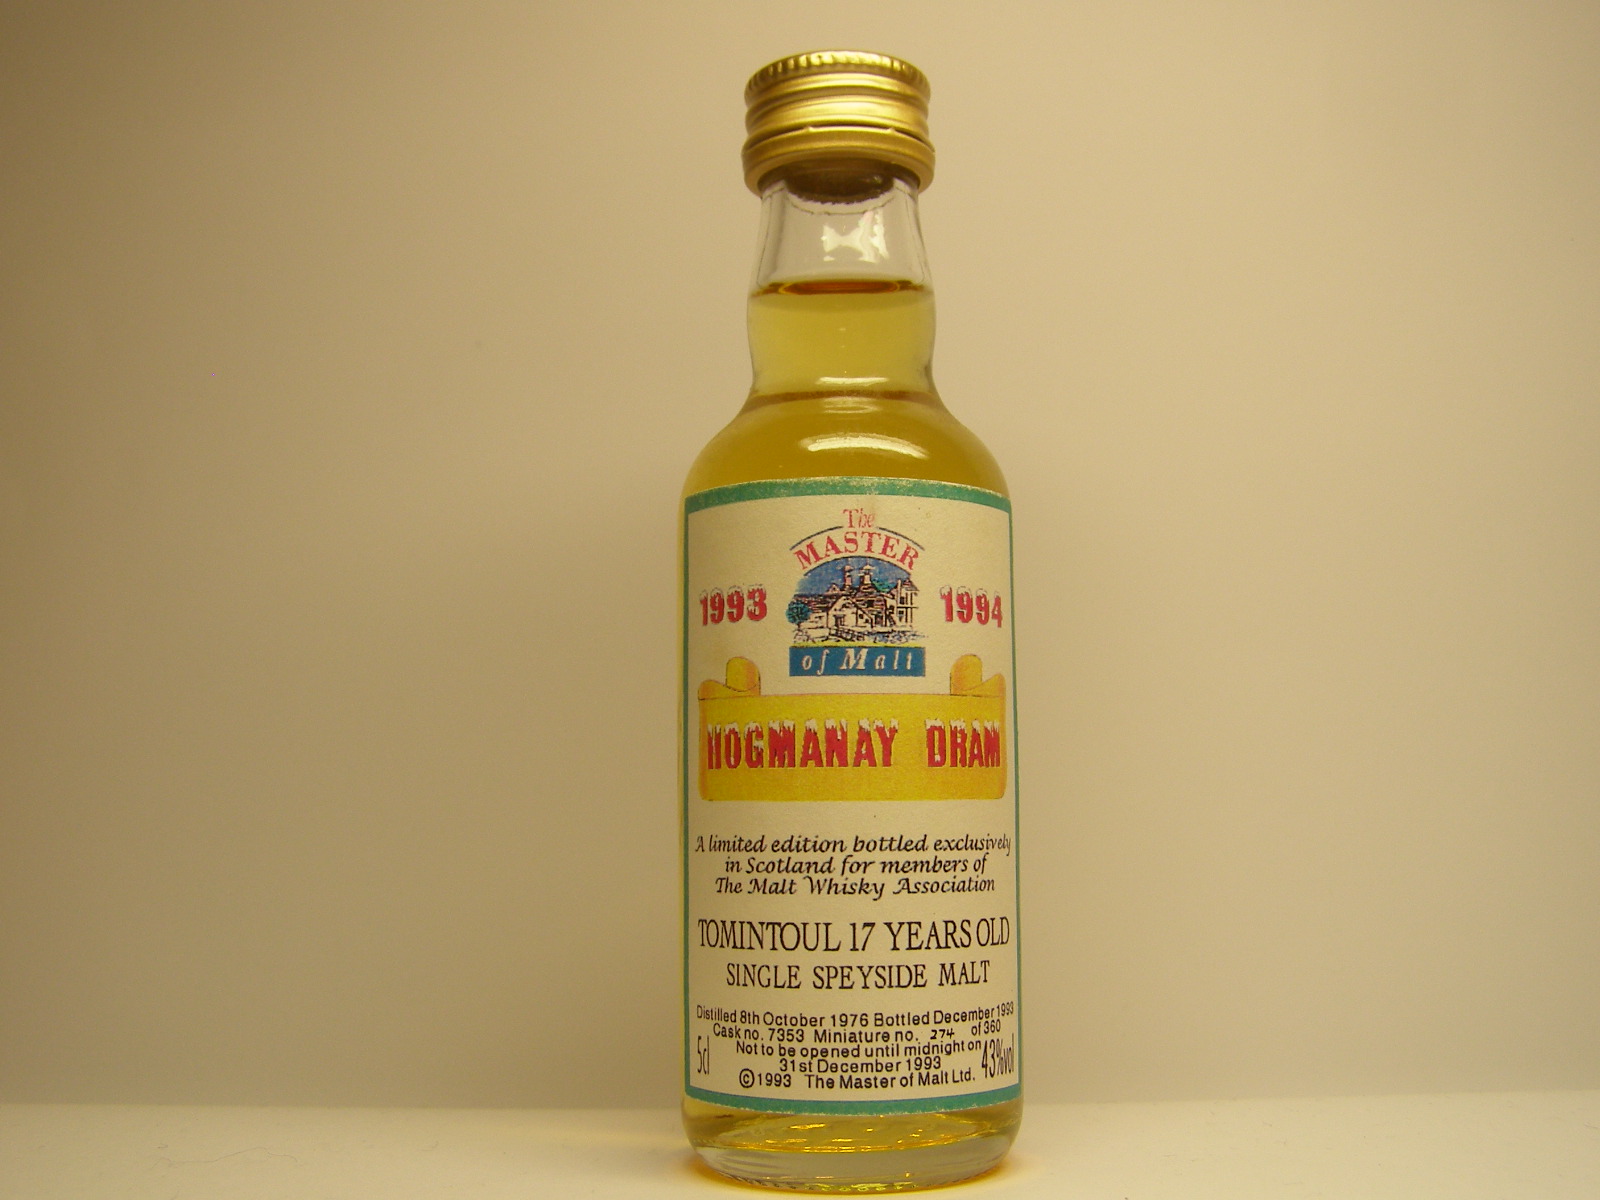 The
MASTER
1993 1994
of Malt
HOGMANAY DRAM
A limited edition bottled exclusively
in Scotland for members of
The Malt Whisky Association
TOMINTOUL 17 YEARS OLD
SINGLE SPEYSIDE MALT
Distilled 8th October 1976 Bottled December 1993
Cask no. 7353 Miniature no. 274 of 360
Not to be opened until midnight on
5cl 31st December 1993 43%vol
©1993 The Master of Malt Ltd.